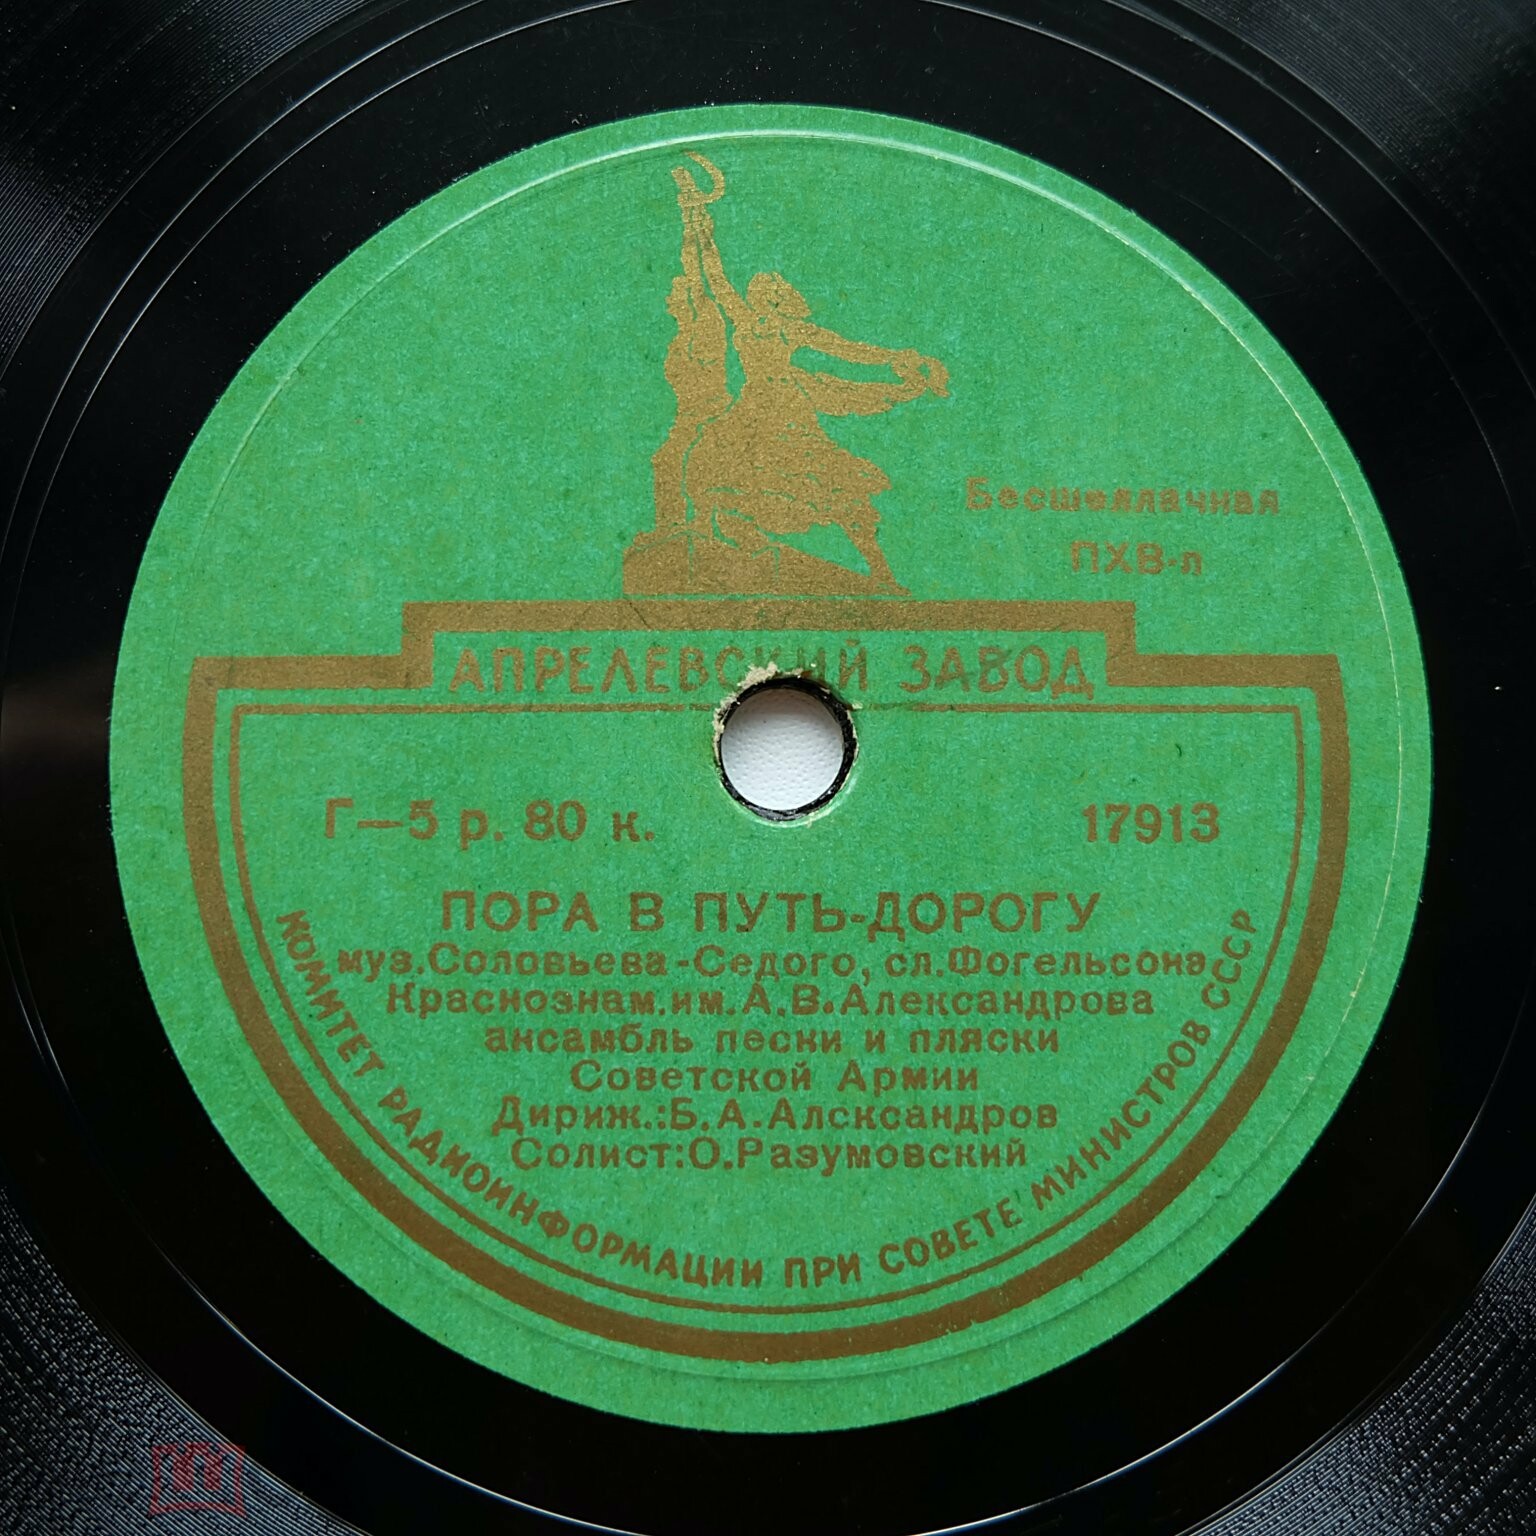 Бесшеллачная
ПХВ-л
АПРЕЛЕВСКИЙ ЗАВОД
Г—5 р. 80 к.
17913
ПОРА В ПУТЬ-ДОРОГУ
муз. Соловьева-Седого, сл. Фогельсона
Краснознам. им. А. В. Александрова
ансамбль песни и пляски
Советской Армии
Дириж.: Б. А. Александров
Солист: О. Разумовский
КОМИТЕТ РАДИОИНФОРМАЦИИ ПРИ СОВЕТЕ МИНИСТРОВ СССР